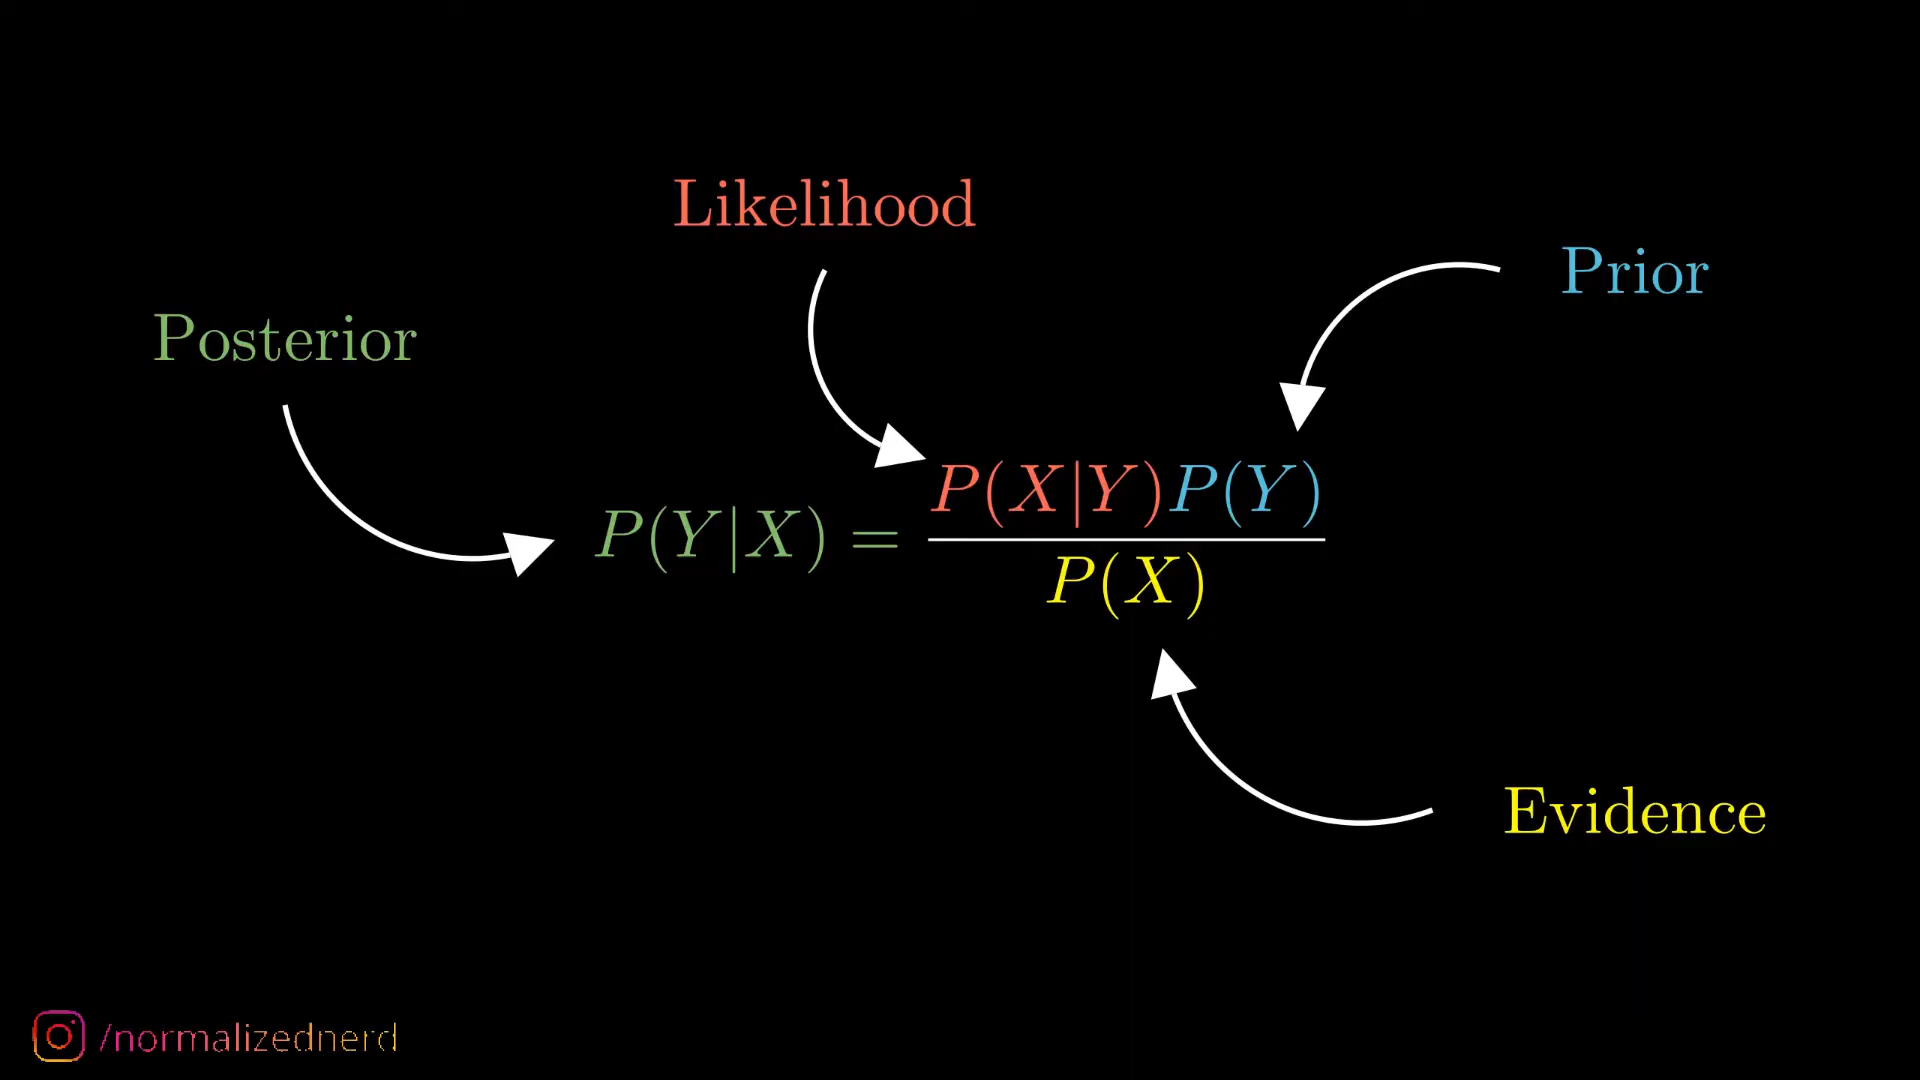 Likelihood
Prior
Posterior
P(Y|X) = P(X|Y)P(Y)
P(X)
Evidence
/normalizednerd